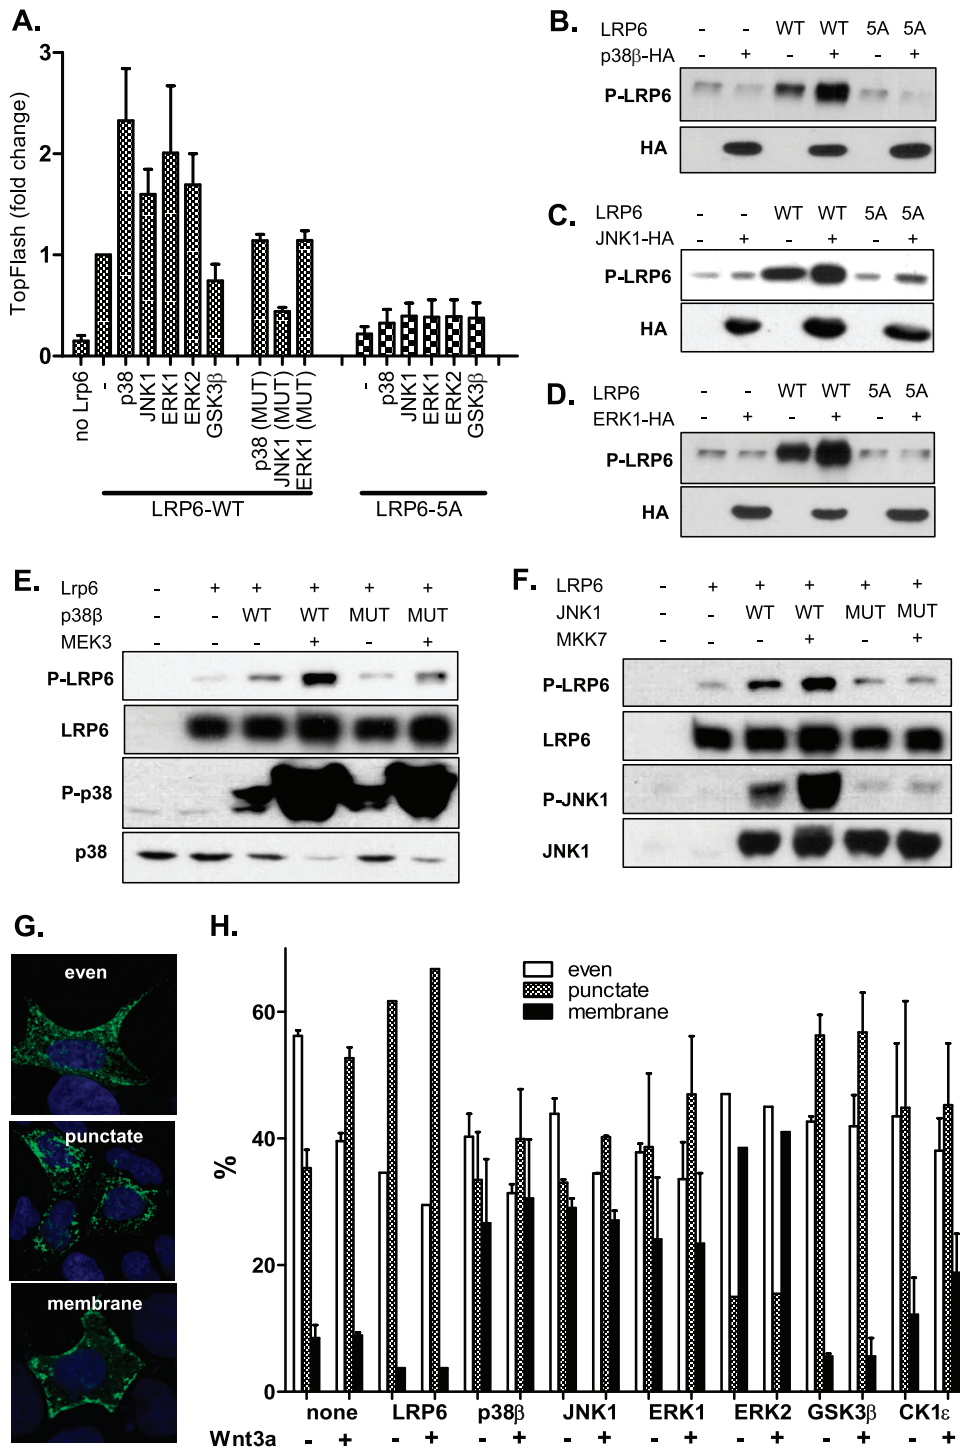 A.
TopFlash (fold change)
3
2
1
0
no Lrp6
-
p38
JNK1
ERK1
ERK2
GSK3β
p38 (MUT)
JNK1 (MUT)
ERK1 (MUT)
-
p38
JNK1
ERK1
ERK2
GSK3β
LRP6-WT
LRP6-5A
B.
LRP6 - - WT WT 5A 5A
p38β-HA - + - + - +
P-LRP6
HA
C.
LRP6 - - WT WT 5A 5A
JNK1-HA - + - + - +
P-LRP6
HA
D.
LRP6 - - WT WT 5A 5A
ERK1-HA - + - + - +
P-LRP6
HA
E.
Lrp6 - + + + + +
p38β - - WT WT MUT MUT
MEK3 - - - + - +
P-LRP6
LRP6
P-p38
p38
F.
LRP6 - + + + + +
JNK1 - - WT WT MUT MUT
MKK7 - - - + - +
P-LRP6
LRP6
P-JNK1
JNK1
G.
even
punctate
membrane
H.
even
punctate
membrane
%
60
40
20
0
none LRP6 p38β JNK1 ERK1 ERK2 GSK3β CK1ε
Wnt3a - + - + - + - + - + - + - + - +